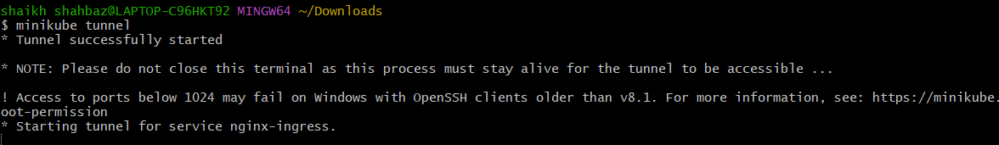 shaikh shahbaz@LAPTOP-C96HKT92 MINGW64 ~/Downloads
$ minikube tunnel
* Tunnel successfully started
* NOTE: Please do not close this terminal as this process must stay alive for the tunnel to be accessible ...
! Access to ports below 1024 may fail on Windows with OpenSSH clients older than v8.1. For more information, see: https://minikube.
oot-permission
* Starting tunnel for service nginx-ingress.